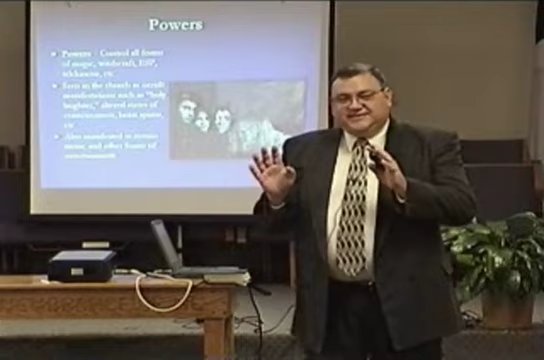 Powers
Powers – Control all forms
of magic, witchcraft, ESP,
telekinesis, etc
Seen in the church as occult
manifestations such as "holy
laughter," altered states of
consciousness,
etc
Also manifested in
music and other forms of
entertainment